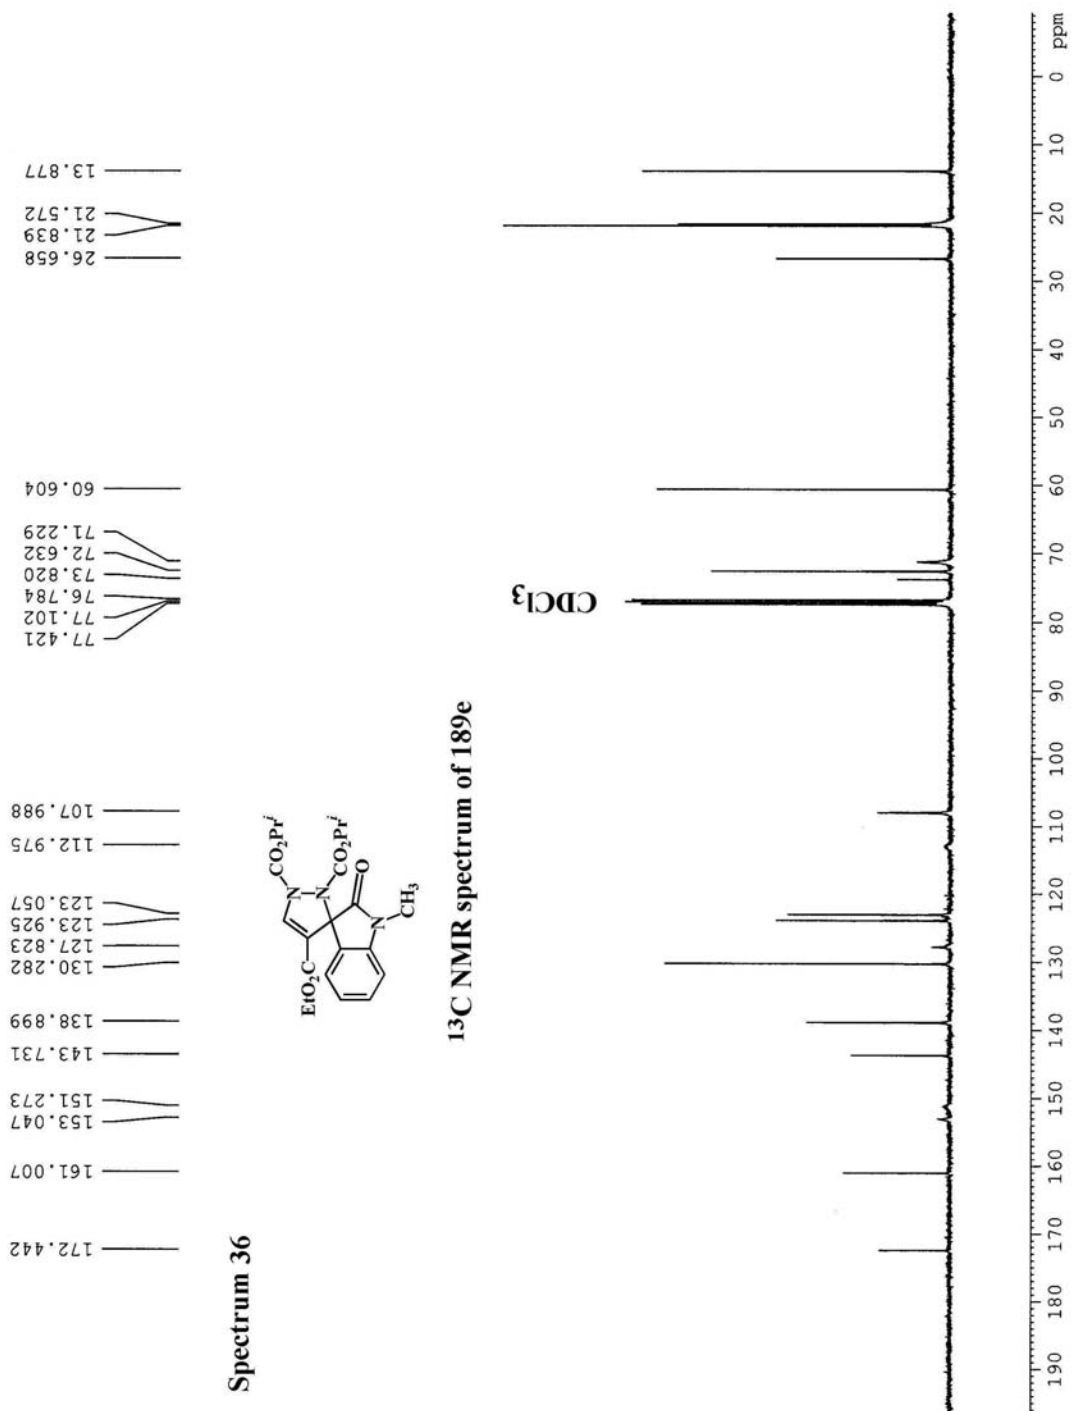 Spectrum 36
172.442
161.007
153.047
151.273
143.731
138.899
130.282
127.823
123.925
123.057
112.975
107.988
77.421
77.102
76.784
73.820
72.632
71.229
60.604
26.658
21.839
21.572
13.877
EtO₂C
CO₂Prⁱ
N
N
CO₂Prⁱ
O
N
CH₃
¹³C NMR spectrum of 189e
CDCl₃
190 180 170 160 150 140 130 120 110 100 90 80 70 60 50 40 30 20 10 0 ppm